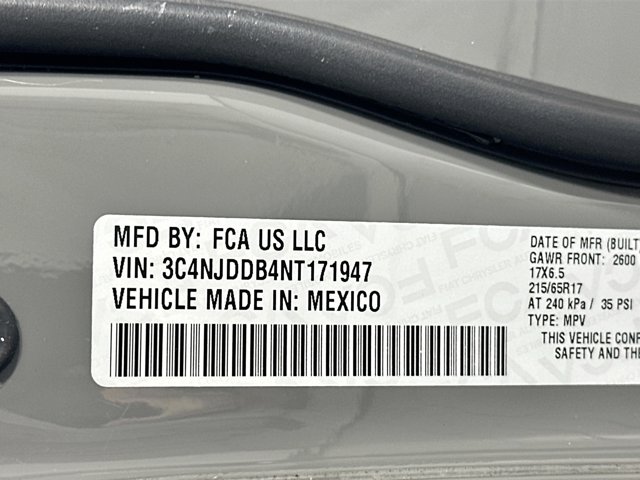 MFD BY: FCA US LLC
VIN: 3C4NJDDB4NT171947
VEHICLE MADE IN: MEXICO
DATE OF MFR (BUILT)
GAWR FRONT: 2600
17X6.5
215/65R17
AT 240 kPa / 35 PSI
TYPE: MPV
THIS VEHICLE CONF
SAFETY AND THE